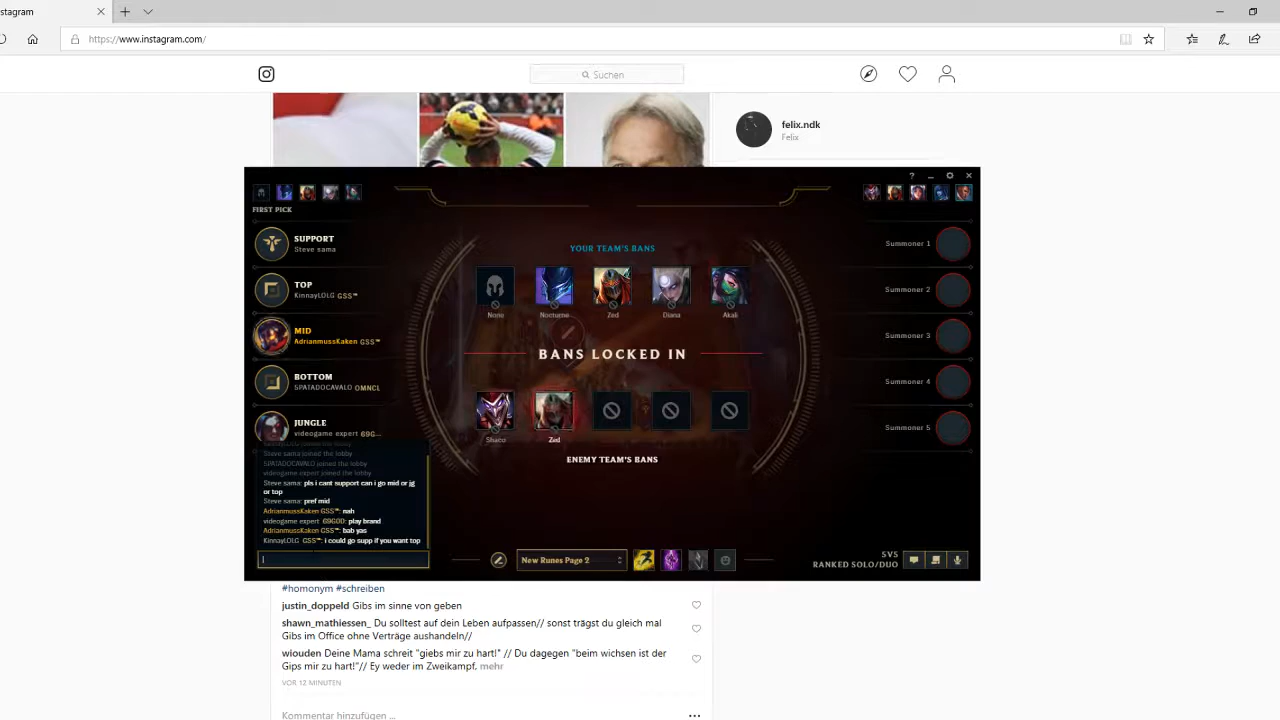 stagram
https://www.instagram.com/
Suchen
felix.ndk
Felix
FIRST PICK
SUPPORT
Steve sama
TOP
KinnayLOLG GSS™
MID
AdrianmussKaken GSS™
BOTTOM
SPATADOCAVALO OMNCL
JUNGLE
videogame expert 69G...
YOUR TEAM'S BANS
None
Nocturne
Zed
Diana
Akali
BANS LOCKED IN
Shaco
Zed
ENEMY TEAM'S BANS
Summoner 1
Summoner 2
Summoner 3
Summoner 4
Summoner 5
Steve sama joined the lobby
SPATADOCAVALO joined the lobby
videogame expert joined the lobby
Steve sama: pls i cant support can i go mid or jg
or top
Steve sama: pref mid
AdrianmussKaken GSS™: nah
videogame expert 69GOD: play brand
AdrianmussKaken GSS™: bab yas
KinnayLOLG GSS™: i could go supp if you want top
New Runes Page 2
5V5
RANKED SOLO/DUO
#homonym #schreiben
justin_doppeld Gibs im sinne von geben
shawn_mathiessen_ Du solltest auf dein Leben aufpassen// sonst trägst du gleich mal
Gibs im Office ohne Verträge aushandeln//
wiouden Deine Mama schreit "giebs mir zu hart!" // Du dagegen "beim wichsen ist der
Gips mir zu hart!"// Ey weder im Zweikampf. mehr
VOR 12 MINUTEN
Kommentar hinzufügen ...